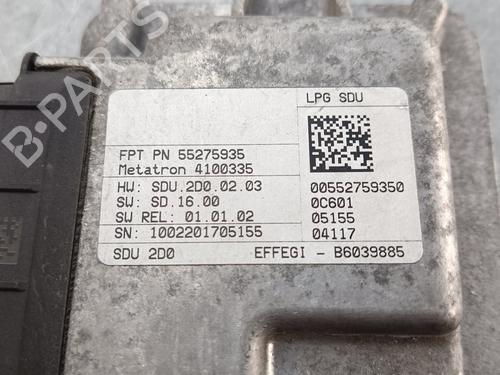 LPG SDU
FPT PN 55275935
Metatron 4100335
HW: SDU.2D0.02.03
SW: SD.16.00
SW REL: 01.01.02
SN: 1002201705155
00552759350
0C601
05155
04117
SDU 2D0
EFFEGI - B6039885
B-PARTS